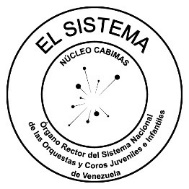 EL SISTEMA
NÚCLEO CABIMAS
Órgano Rector del Sistema Nacional
de las Orquestas y Coros Juveniles e Infantiles
de Venezuela